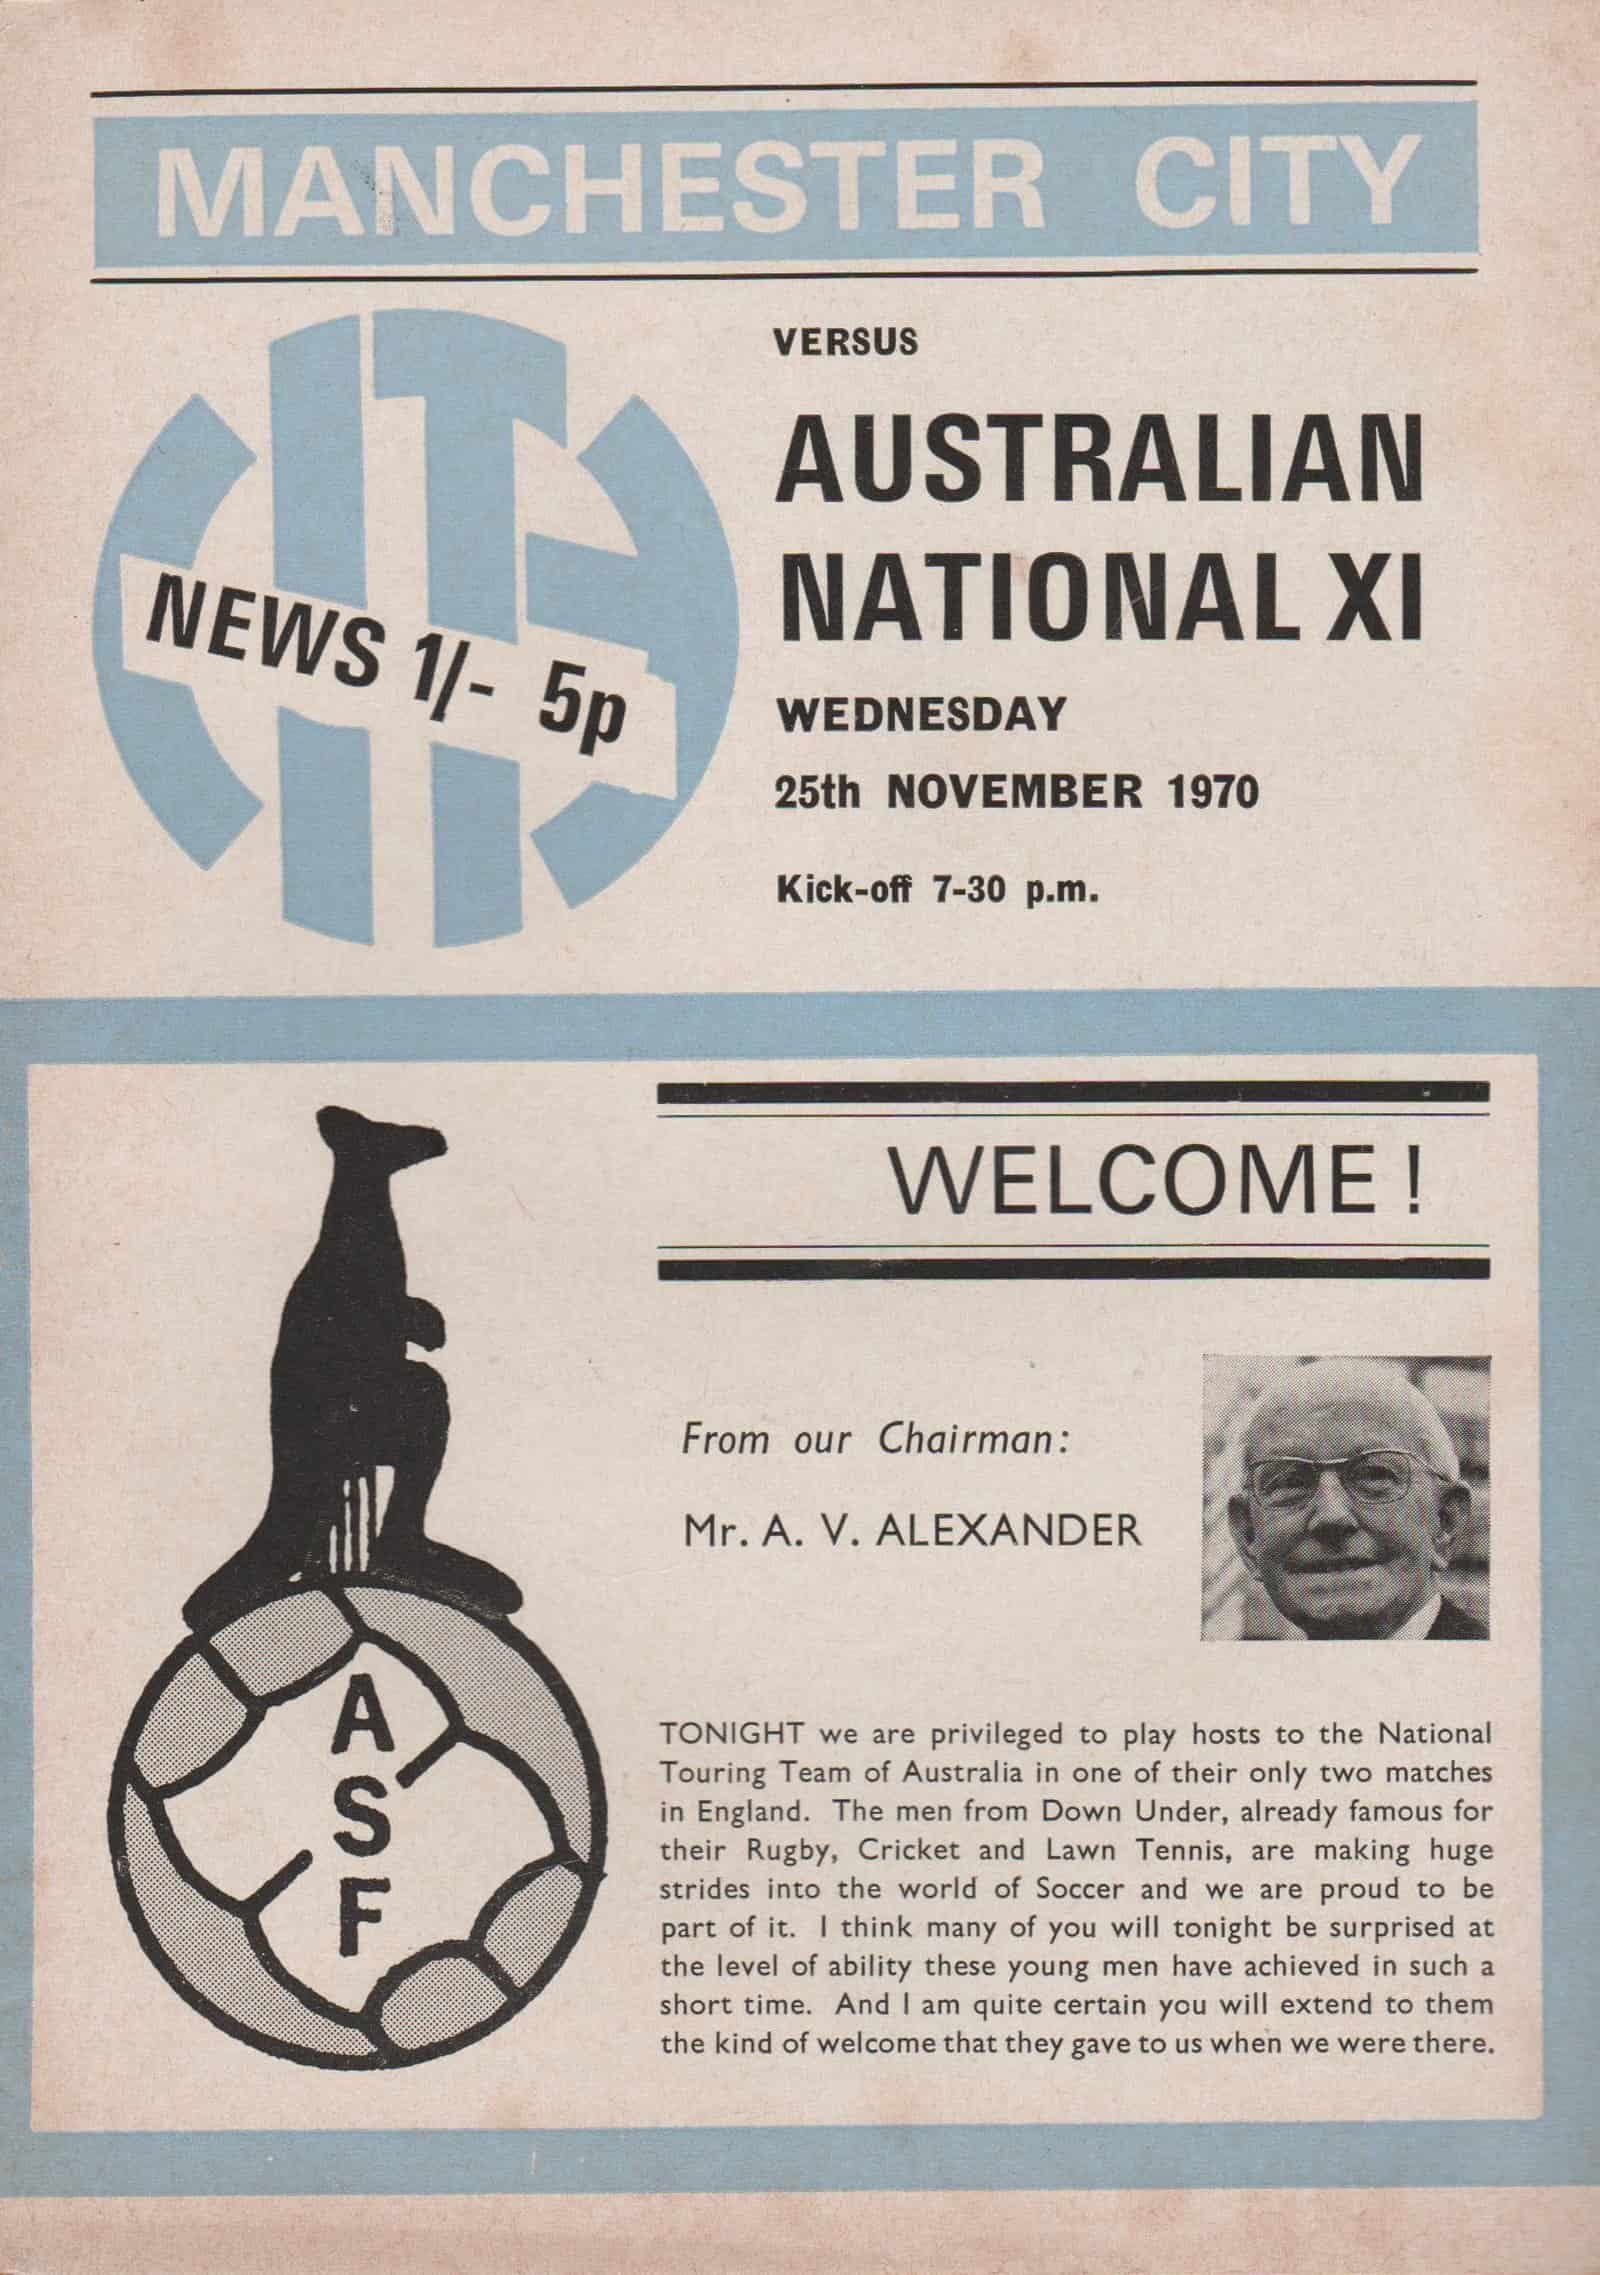 MANCHESTER CITY
CITY
NEWS 1/- 5p
VERSUS
AUSTRALIAN
NATIONAL XI
WEDNESDAY
25th NOVEMBER 1970
Kick-off 7-30 p.m.
WELCOME!
From our Chairman:
Mr. A. V. ALEXANDER
A
S
F
TONIGHT we are privileged to play hosts to the National
Touring Team of Australia in one of their only two matches
in England. The men from Down Under, already famous for
their Rugby, Cricket and Lawn Tennis, are making huge
strides into the world of Soccer and we are proud to be
part of it. I think many of you will tonight be surprised at
the level of ability these young men have achieved in such a
short time. And I am quite certain you will extend to them
the kind of welcome that they gave to us when we were there.